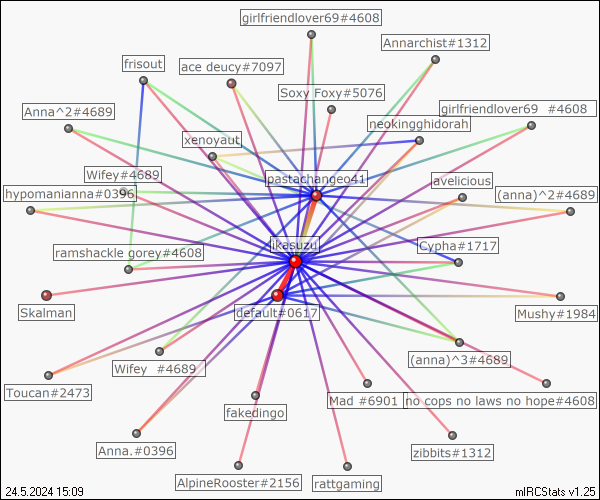 girlfriendlover69#4608
Annarchist#1312
frisout
ace deucy#7097
Soxy Foxy#5076
Anna^2#4689
neokingghidorah
girlfriendlover69 #4608
xenoyaut
Wifey#4689
pastachangeo41
avelicious
hypomanianna#0396
(anna)^2#4689
ikasuzu
Cypha#1717
ramshackle gorey#4608
Skalman
default#0617
Mushy#1984
Wifey #4689
(anna)^3#4689
Toucan#2473
fakedingo
Mad #6901
no cops no laws no hope#4608
Anna.#0396
zibbits#1312
AlpineRooster#2156
rattgaming
24.5.2024 15:09
mIRCStats v1.25